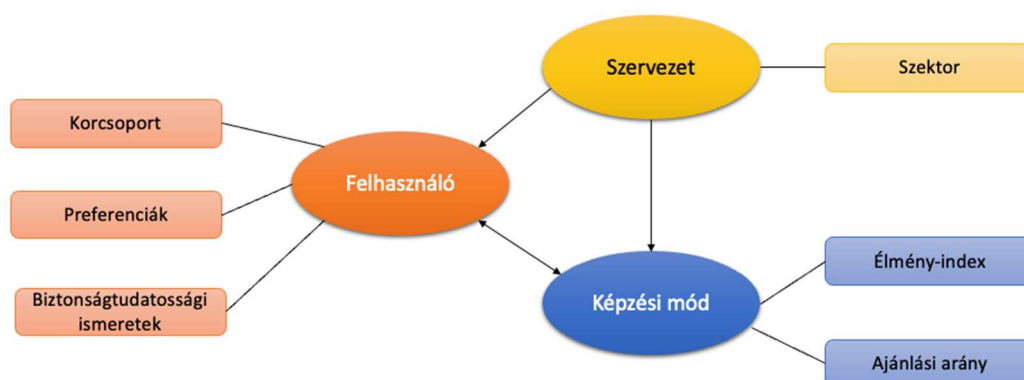 Szervezet
Szektor
Korcsoport
Felhasználó
Preferenciák
Élmény-index
Biztonságtudatossági
ismeretek
Képzési mód
Ajánlási arány